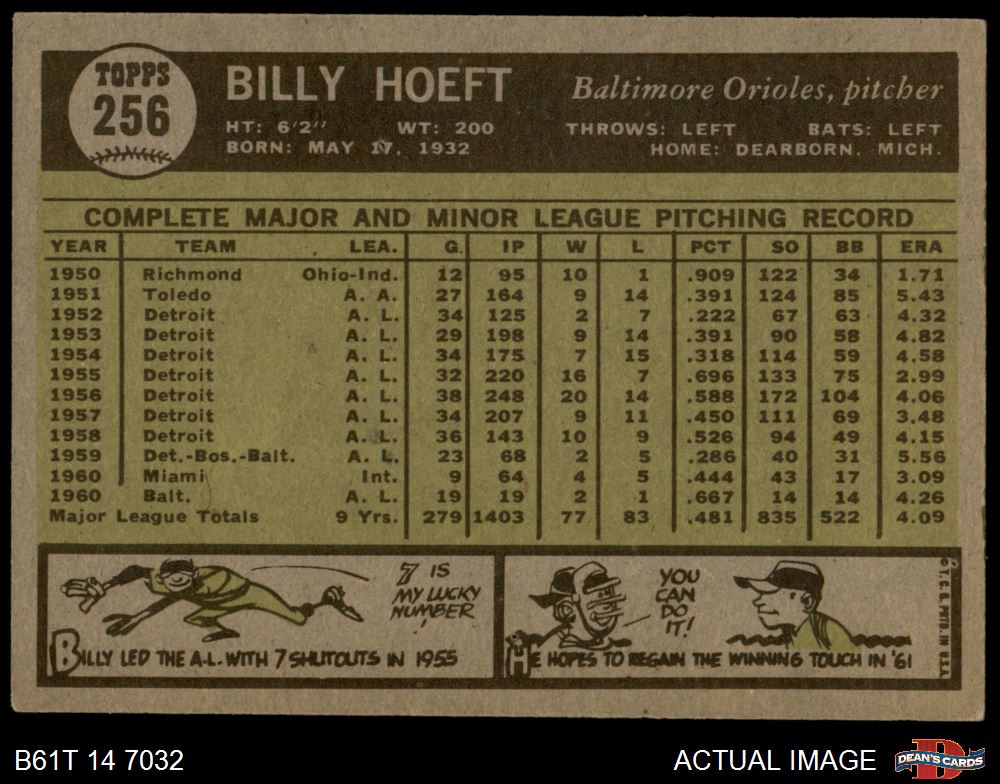 TOPPS
256
BILLY HOEFT
Baltimore Orioles, pitcher
HT: 6'2" WT: 200 THROWS: LEFT BATS: LEFT
BORN: MAY 17, 1932 HOME: DEARBORN, MICH.
COMPLETE MAJOR AND MINOR LEAGUE PITCHING RECORD
YEAR TEAM LEA. G. IP W L PCT SO BB ERA
1950 Richmond Ohio-Ind. 12 95 10 1 .909 122 34 1.71
1951 Toledo A. A. 27 164 9 14 .391 124 85 5.43
1952 Detroit A. L. 34 125 2 7 .222 67 63 4.32
1953 Detroit A. L. 29 198 9 14 .391 90 58 4.82
1954 Detroit A. L. 34 175 7 15 .318 114 59 4.58
1955 Detroit A. L. 32 220 16 7 .696 133 75 2.99
1956 Detroit A. L. 38 248 20 14 .588 172 104 4.06
1957 Detroit A. L. 34 207 9 11 .450 111 69 3.48
1958 Detroit A. L. 36 143 10 9 .526 94 49 4.15
1959 Det.-Bos.-Balt. A. L. 23 68 2 5 .286 40 31 5.56
1960 Miami Int. 9 64 4 5 .444 43 17 3.09
1960 Balt. A. L. 19 19 2 1 .667 14 14 4.26
Major League Totals 9 Yrs. 279 1403 77 83 .481 835 522 4.09
7 IS
MY LUCKY
NUMBER
BILLY LED THE A.L. WITH 7 SHUTOUTS IN 1955
YOU
CAN
DO
IT!
HE HOPES TO REGAIN THE WINNING TOUCH IN '61
© T. C. G. PRTD. IN U.S.A.
B61T 14 7032
ACTUAL IMAGE
DEAN'S CARDS